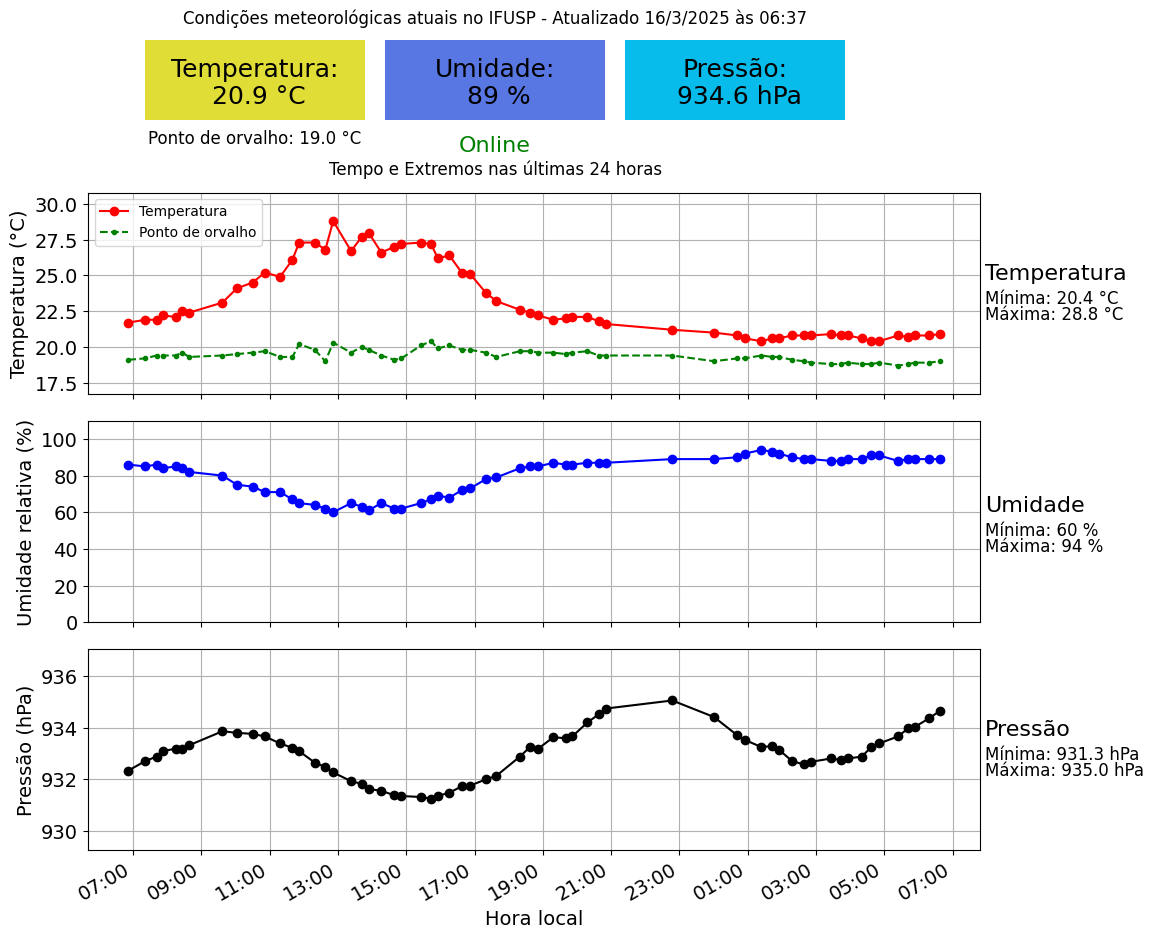 Condições meteorológicas atuais no IFUSP - Atualizado 16/3/2025 às 06:37
Temperatura:
20.9 °C
Umidade:
89 %
Pressão:
934.6 hPa
Ponto de orvalho: 19.0 °C
Online
Tempo e Extremos nas últimas 24 horas
Temperatura (°C)
30.0
27.5
25.0
22.5
20.0
17.5
Temperatura
Ponto de orvalho
Temperatura
Mínima: 20.4 °C
Máxima: 28.8 °C
Umidade relativa (%)
100
80
60
40
20
0
Umidade
Mínima: 60 %
Máxima: 94 %
Pressão (hPa)
936
934
932
930
Pressão
Mínima: 931.3 hPa
Máxima: 935.0 hPa
07:00 09:00 11:00 13:00 15:00 17:00 19:00 21:00 23:00 01:00 03:00 05:00 07:00
Hora local